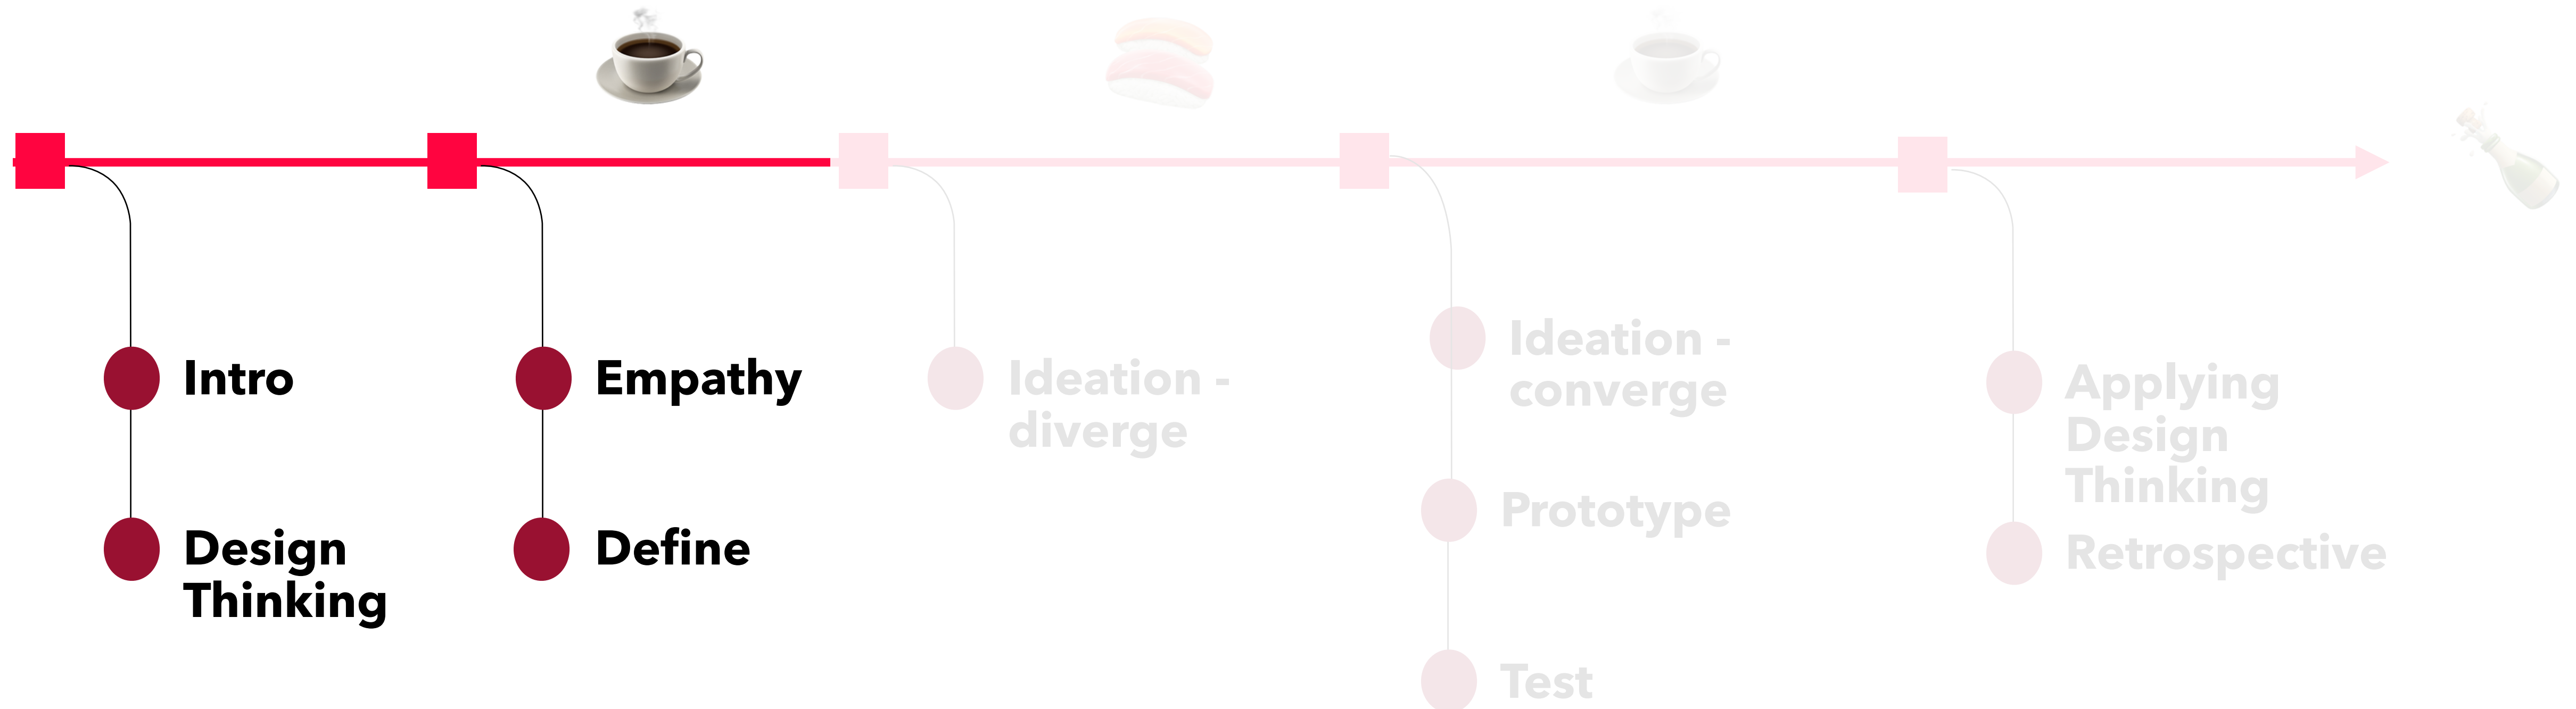 Intro
Design
Thinking
Empathy
Define
Ideation -
diverge
Ideation -
converge
Prototype
Test
Applying
Design
Thinking
Retrospective